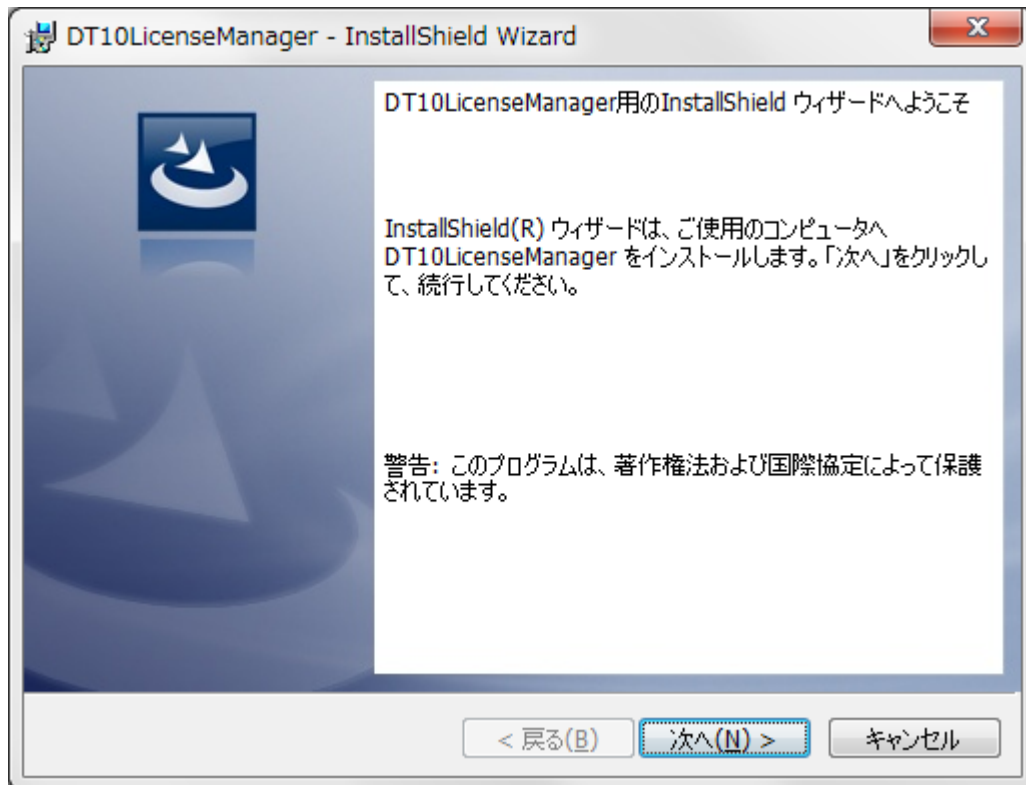 DT10LicenseManager - InstallShield Wizard
DT10LicenseManager用のInstallShield ウィザードへようこそ
InstallShield(R) ウィザードは、ご使用のコンピュータへ
DT10LicenseManager をインストールします。「次へ」をクリックし
て、続行してください。
警告: このプログラムは、著作権法および国際協定によって保護
されています。
< 戻る(B) 次へ(N) > キャンセル